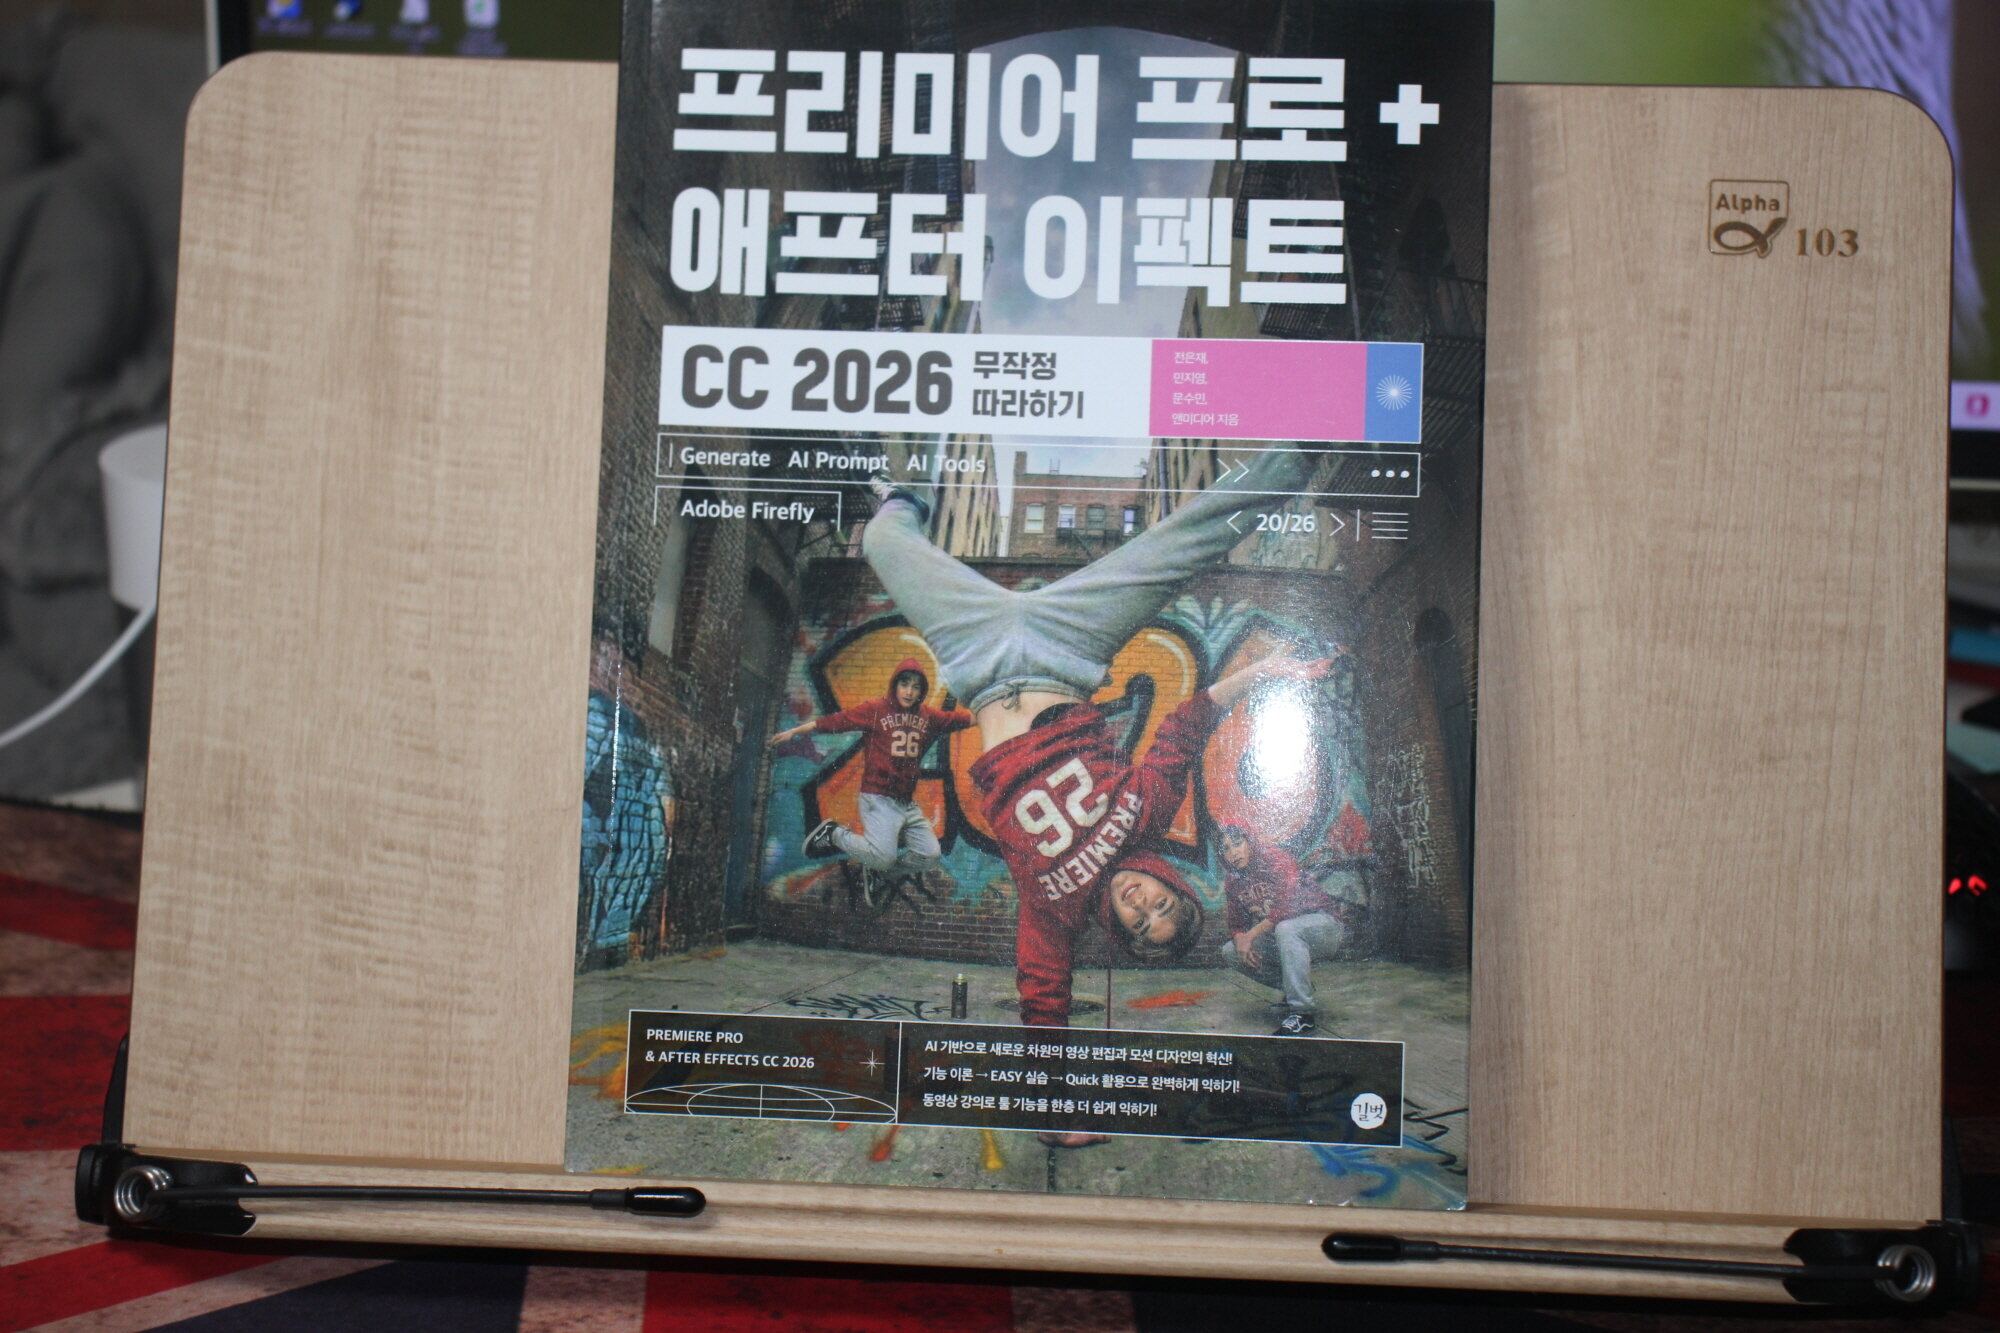 프리미어 프로 +
애프터 이펙트
CC 2026 무작정 따라하기
전은재,
민지영,
문수민,
앤미디어 지음
Generate AI Prompt AI Tools
Adobe Firefly
20/26
PREMIERE
26
PREMIERE
26
PREMIERE PRO
& AFTER EFFECTS CC 2026
AI 기반으로 새로운 차원의 영상 편집과 모션 디자인의 혁신!
기능 이론 → EASY 실습 → Quick 활용으로 완벽하게 익히기!
동영상 강의로 툴 기능을 한층 더 쉽게 익히기!
길벗
Alpha
103